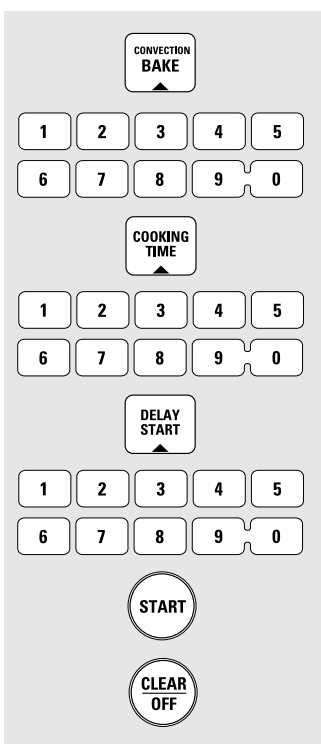 CONVECTION
BAKE
1 2 3 4 5
6 7 8 9 0
COOKING
TIME
1 2 3 4 5
6 7 8 9 0
DELAY
START
1 2 3 4 5
6 7 8 9 0
START
CLEAR
OFF